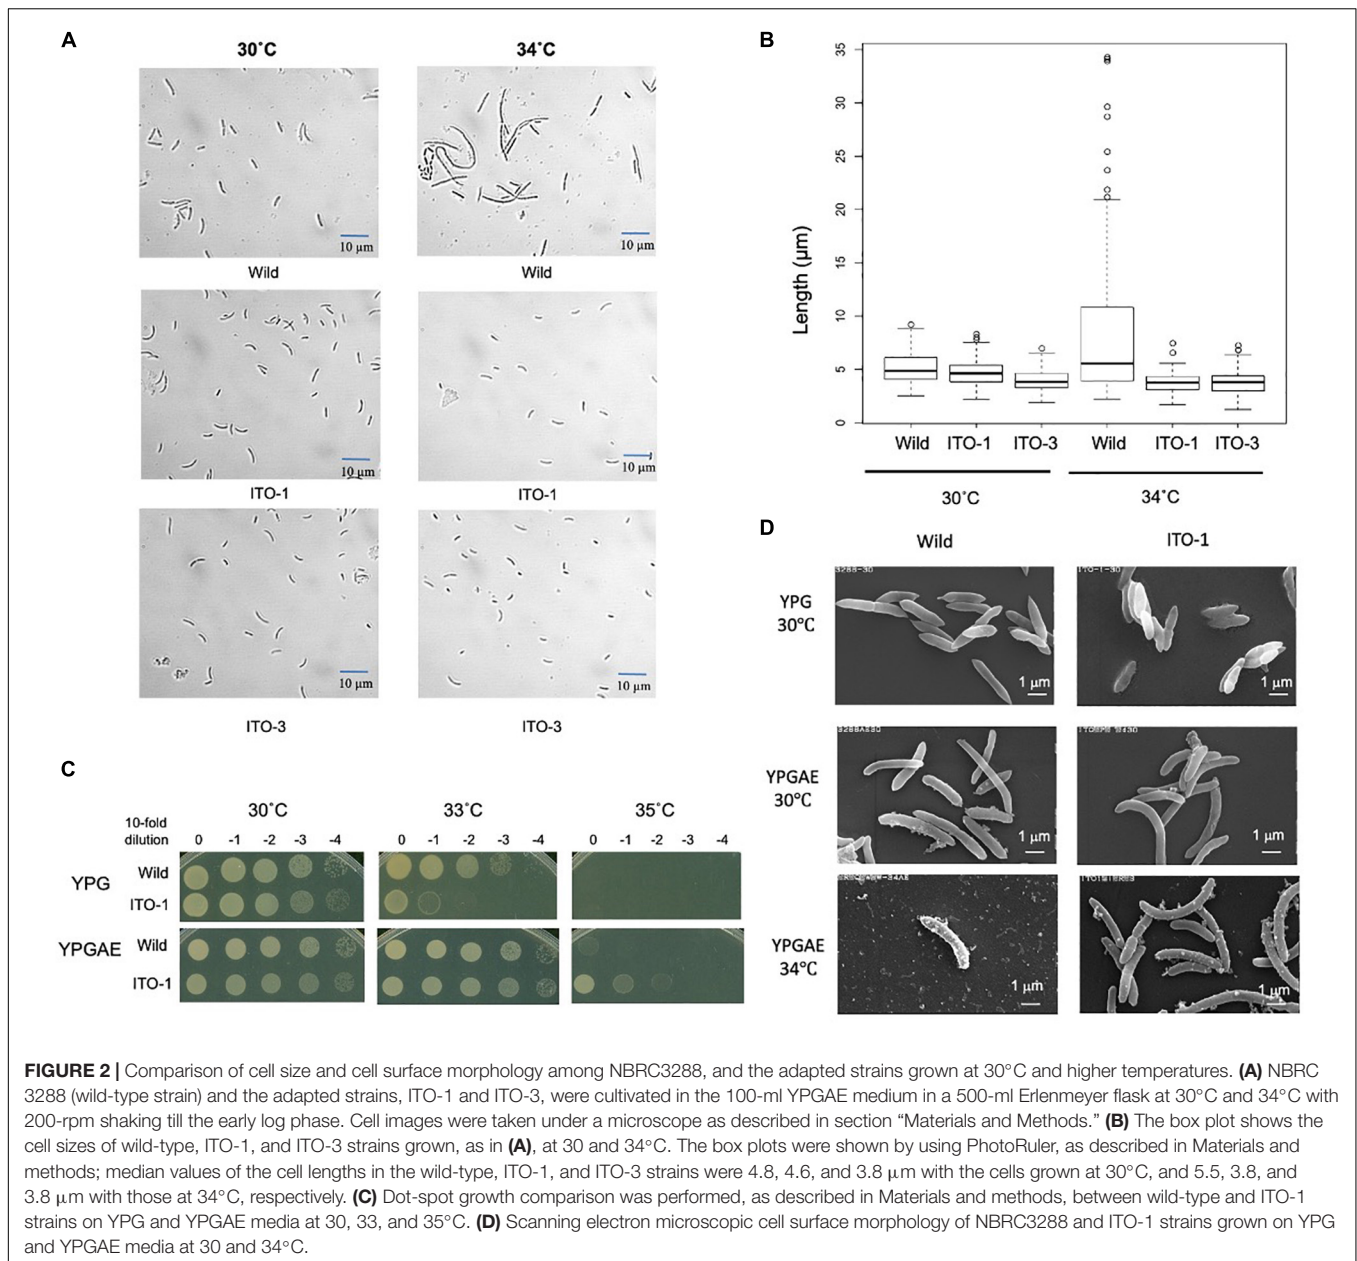 A
30°C
34°C
10 µm
10 µm
Wild
Wild
10 µm
10 µm
ITO-1
ITO-1
10 µm
10 µm
ITO-3
ITO-3
B
35
30
25
20
15
10
5
0
Length (µm)
Wild
ITO-1
ITO-3
Wild
ITO-1
ITO-3
30°C
34°C
C
30°C
33°C
35°C
10-fold
dilution
0 -1 -2 -3 -4
0 -1 -2 -3 -4
0 -1 -2 -3 -4
YPG
Wild
ITO-1
YPGAE
Wild
ITO-1
D
Wild
ITO-1
YPG
30°C
3288-30
1 µm
ITO-1-30
1 µm
YPGAE
30°C
1 µm
1 µm
YPGAE
34°C
1 µm
1 µm
FIGURE 2 | Comparison of cell size and cell surface morphology among NBRC3288, and the adapted strains grown at 30°C and higher temperatures. (A) NBRC
3288 (wild-type strain) and the adapted strains, ITO-1 and ITO-3, were cultivated in the 100-ml YPGAE medium in a 500-ml Erlenmeyer flask at 30°C and 34°C with
200-rpm shaking till the early log phase. Cell images were taken under a microscope as described in section “Materials and Methods.” (B) The box plot shows the
cell sizes of wild-type, ITO-1, and ITO-3 strains grown, as in (A), at 30 and 34°C. The box plots were shown by using PhotoRuler, as described in Materials and
methods; median values of the cell lengths in the wild-type, ITO-1, and ITO-3 strains were 4.8, 4.6, and 3.8 µm with the cells grown at 30°C, and 5.5, 3.8, and
3.8 µm with those at 34°C, respectively. (C) Dot-spot growth comparison was performed, as described in Materials and methods, between wild-type and ITO-1
strains on YPG and YPGAE media at 30, 33, and 35°C. (D) Scanning electron microscopic cell surface morphology of NBRC3288 and ITO-1 strains grown on YPG
and YPGAE media at 30 and 34°C.